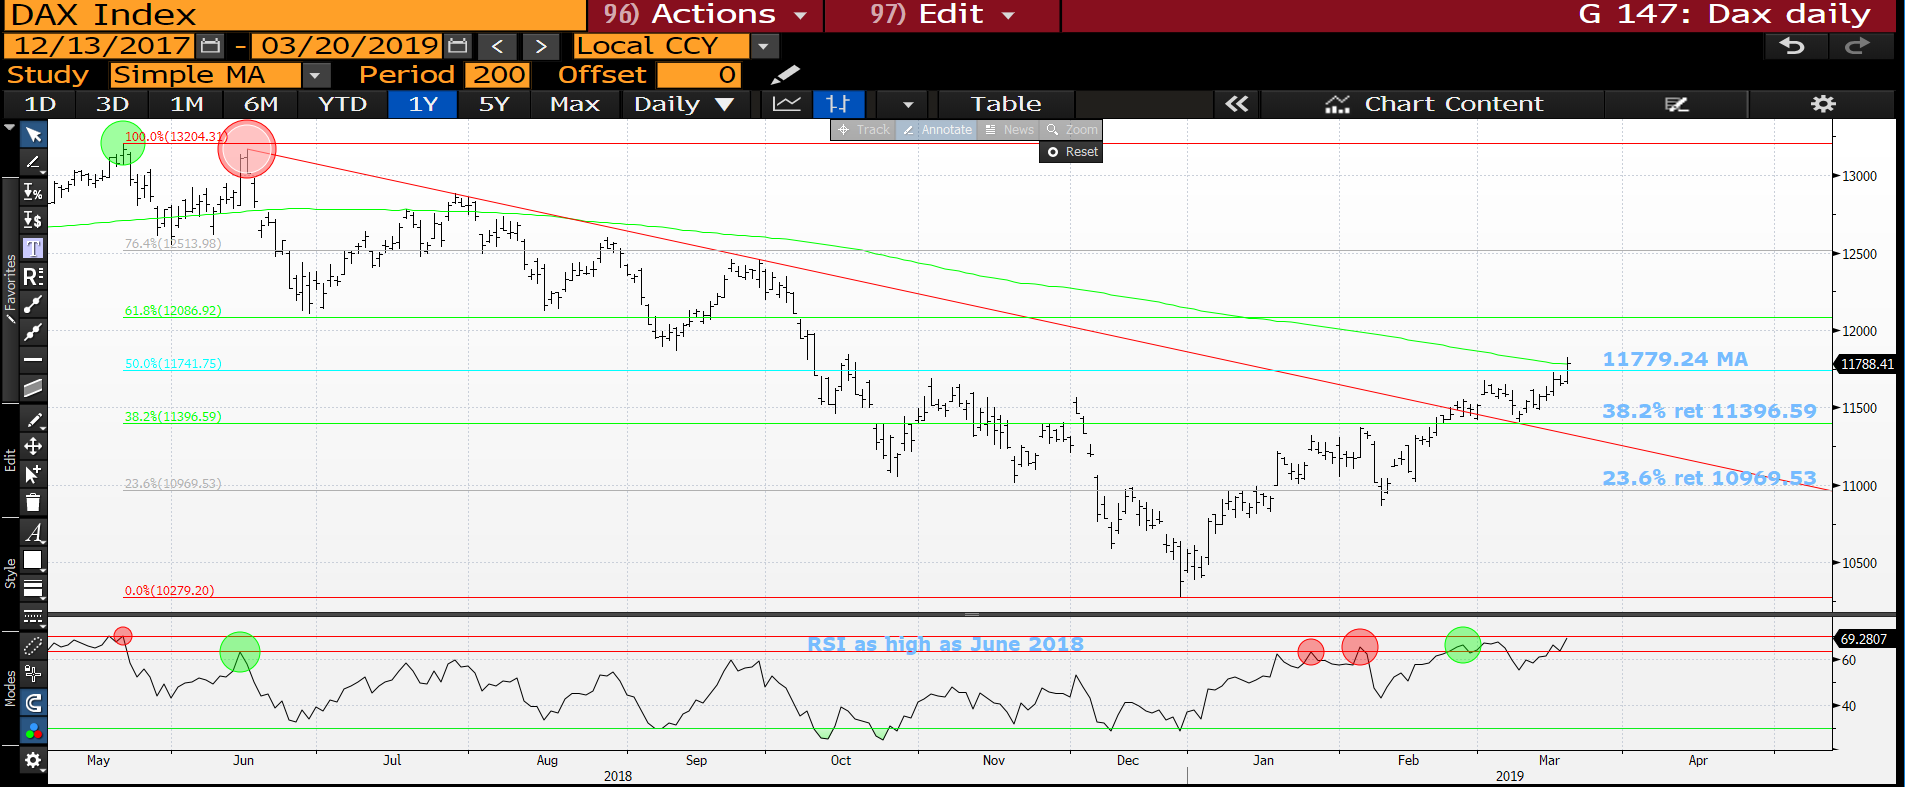 DAX Index 96) Actions 97) Edit G 147: Dax daily
12/13/2017 - 03/20/2019 < > Local CCY
Study Simple MA Period 200 Offset 0
1D 3D 1M 6M YTD 1Y 5Y Max Daily Table Chart Content
Track Annotate News Zoom
Reset
Favorites
Edit
Style
Modes
%
$
T
R
A
100.0%(13204.31)
76.4%(12513.98)
61.8%(12086.92)
50.0%(11741.75)
38.2%(11396.59)
23.6%(10969.53)
0.0%(10279.20)
11779.24 MA
38.2% ret 11396.59
23.6% ret 10969.53
13000
12500
12000
11788.41
11500
11000
10500
RSI as high as June 2018
69.2807
60
40
May Jun Jul Aug Sep Oct Nov Dec Jan Feb Mar Apr
2018 2019